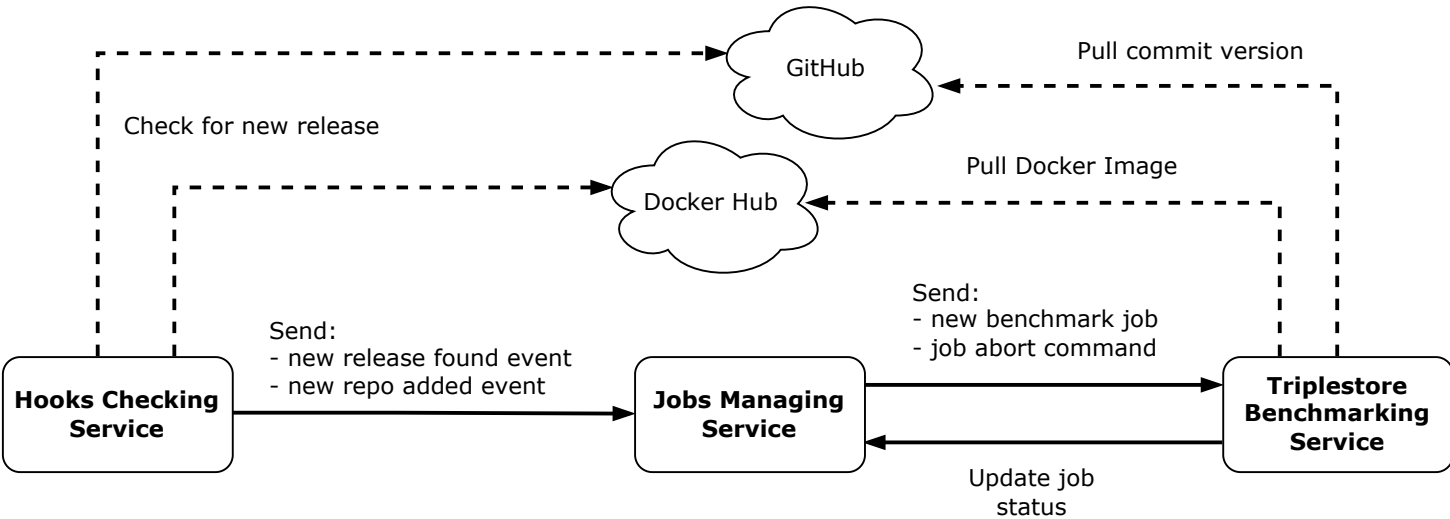 GitHub
Pull commit version
Check for new release
Pull Docker Image
Docker Hub
Send:
- new release found event
- new repo added event
Send:
- new benchmark job
- job abort command
Hooks Checking
Service
Jobs Managing
Service
Triplestore
Benchmarking
Service
Update job
status